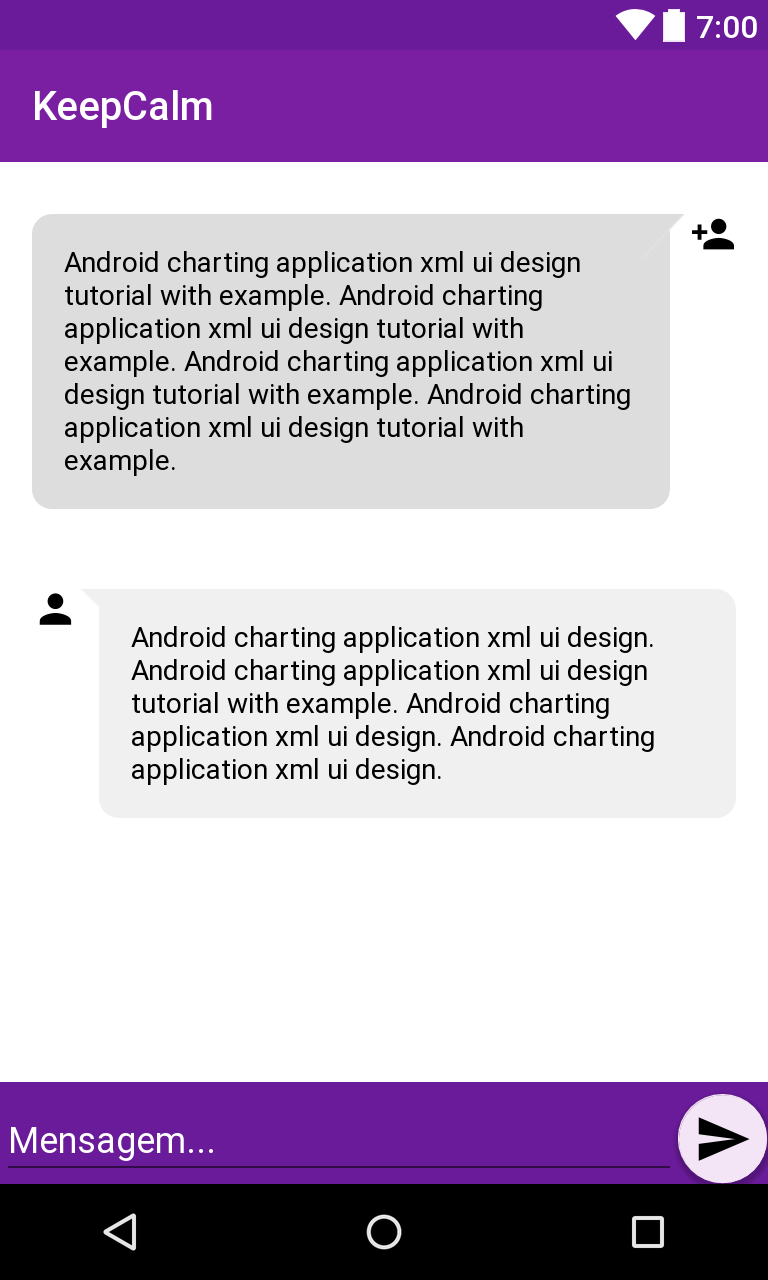 7:00
KeepCalm
Android charting application xml ui design
tutorial with example. Android charting
application xml ui design tutorial with
example. Android charting application xml ui
design tutorial with example. Android charting
application xml ui design tutorial with
example.
Android charting application xml ui design.
Android charting application xml ui design
tutorial with example. Android charting
application xml ui design. Android charting
application xml ui design.
Mensagem...